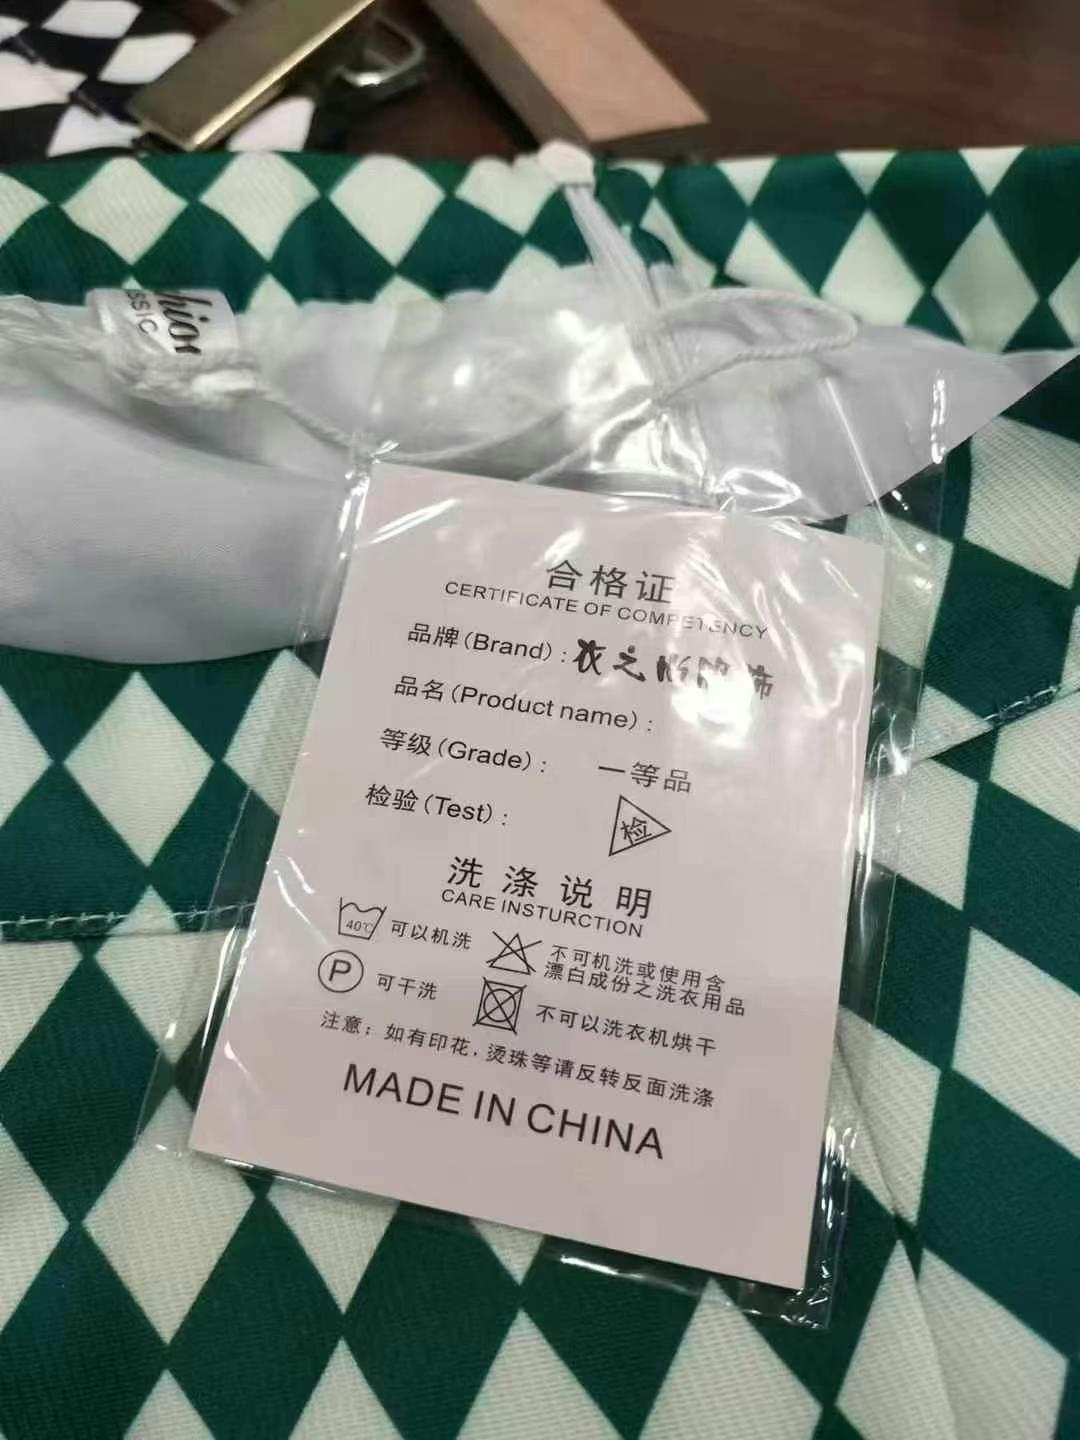 SSIC
合格证
CERTIFICATE OF COMPETENCY
品牌(Brand): 衣之
品名(Product name):
等级(Grade): 一等品
检验(Test): 检
洗涤说明
CARE INSTURCTION
40℃ 可以机洗 不可机洗或使用含
漂白成份之洗衣用品
P 可干洗 不可以洗衣机烘干
注意：如有印花，烫珠等请反转反面洗涤
MADE IN CHINA